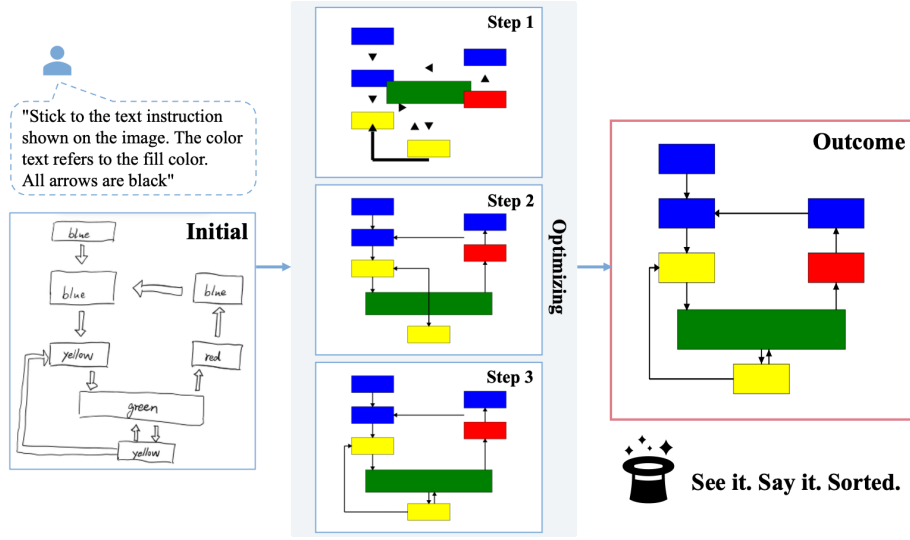 "Stick to the text instruction
shown on the image. The color
text refers to the fill color.
All arrows are black"
Initial
blue
blue
blue
yellow
red
green
yellow
Step 1
Step 2
Step 3
Optimizing
Outcome
See it. Say it. Sorted.